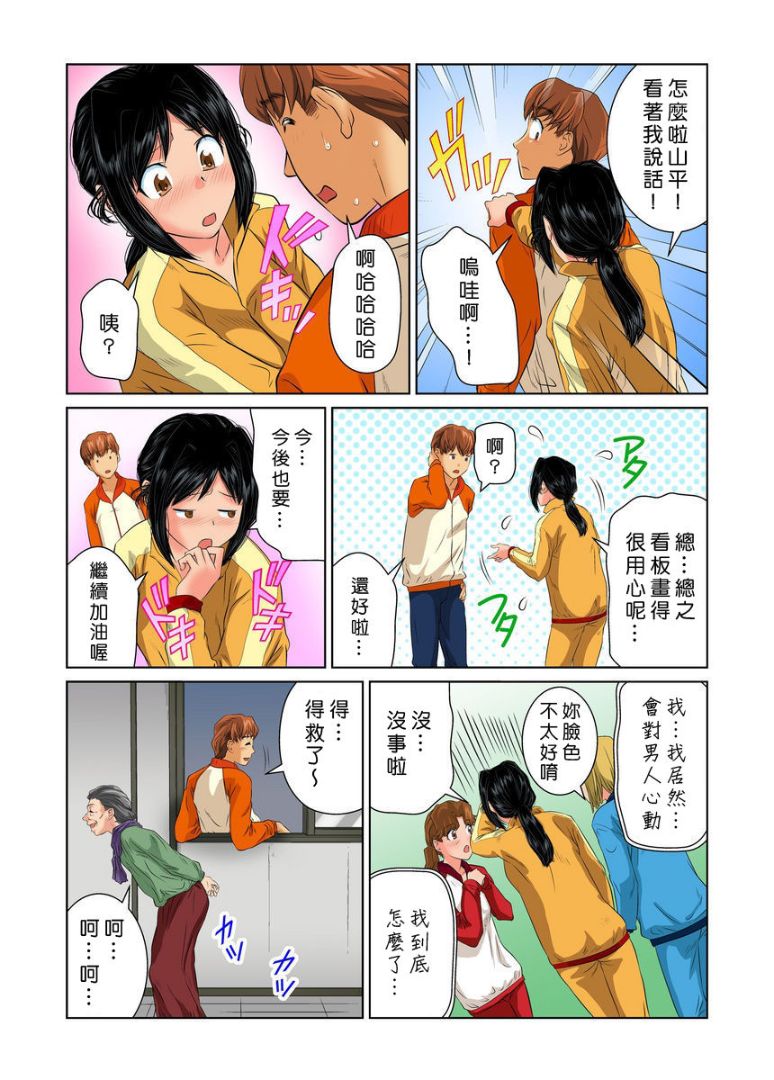 怎麼啦山平！
看著我說話！
ガッ
嗚哇啊…！
啊哈哈哈哈
ドキンッ
咦？
アタ
總…總之
看板畫得
很用心呢…
啊？
還好啦…
フタ
今…
今後也要…
繼續加油喔
ドキ
ドキ
我…我居然…
會對男人心動
妳臉色
不太好唷
沒…
沒事啦
我到底
怎麼了…
得…
得救了～
呵…
呵…呵…
カツ
カツ